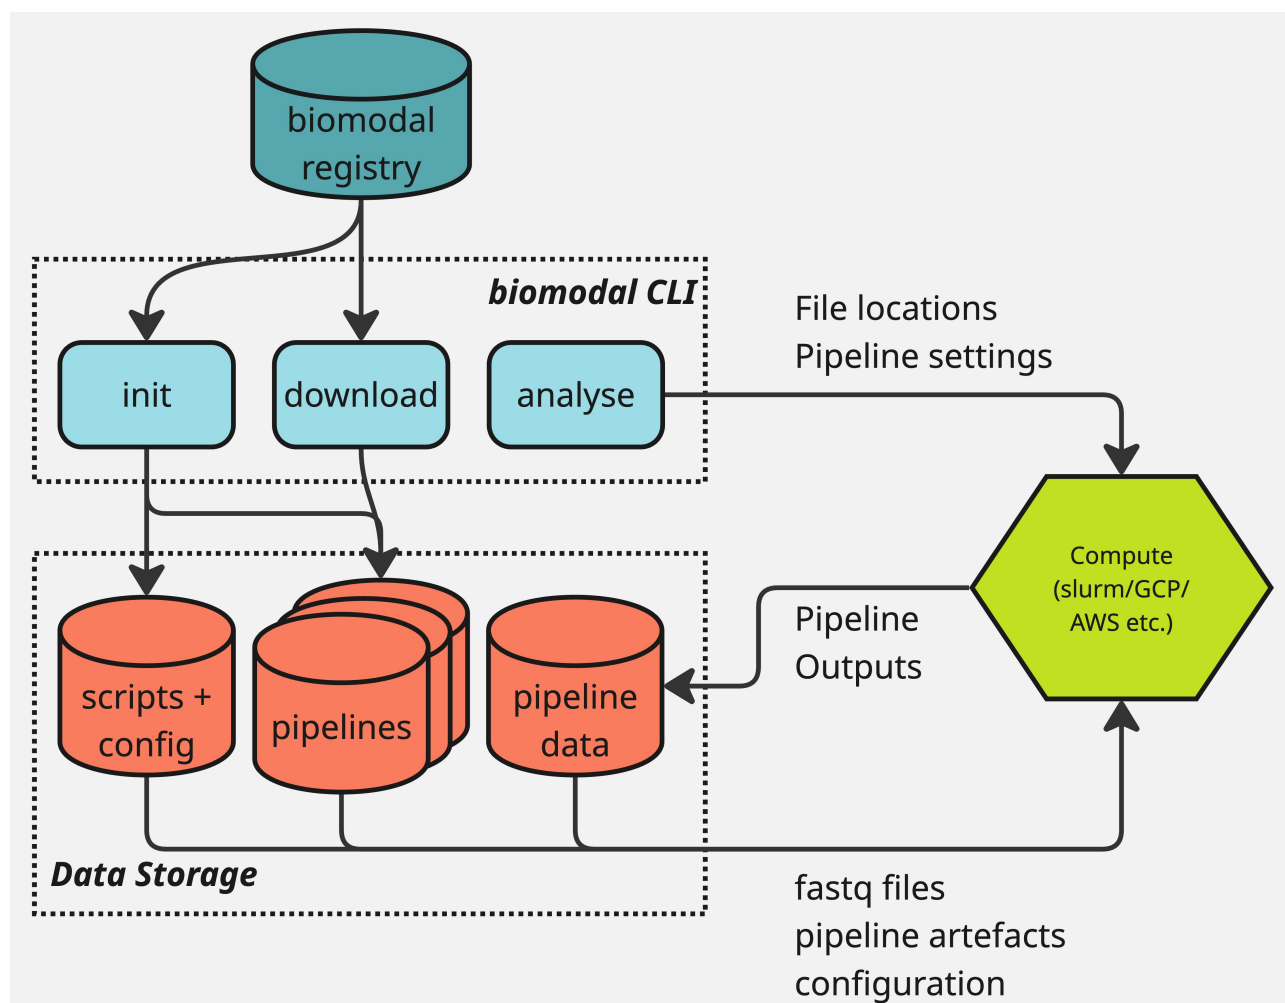 biomodal
registry
biomodal CLI
init
download
analyse
File locations
Pipeline settings
Compute
(slurm/GCP/
AWS etc.)
Pipeline
Outputs
scripts +
config
pipelines
pipeline
data
Data Storage
fastq files
pipeline artefacts
configuration